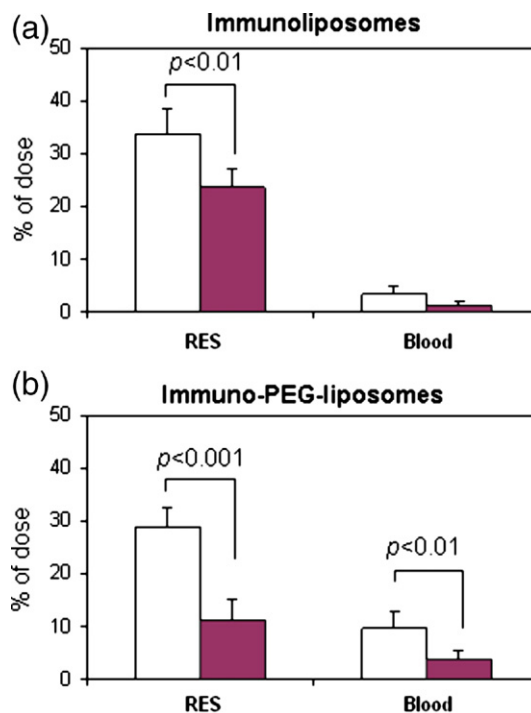 (a)
Immunoliposomes
50
40
30
20
10
0
% of dose
p<0.01
RES Blood
(b)
Immuno-PEG-liposomes
50
40
30
20
10
0
% of dose
p<0.001
p<0.01
RES Blood